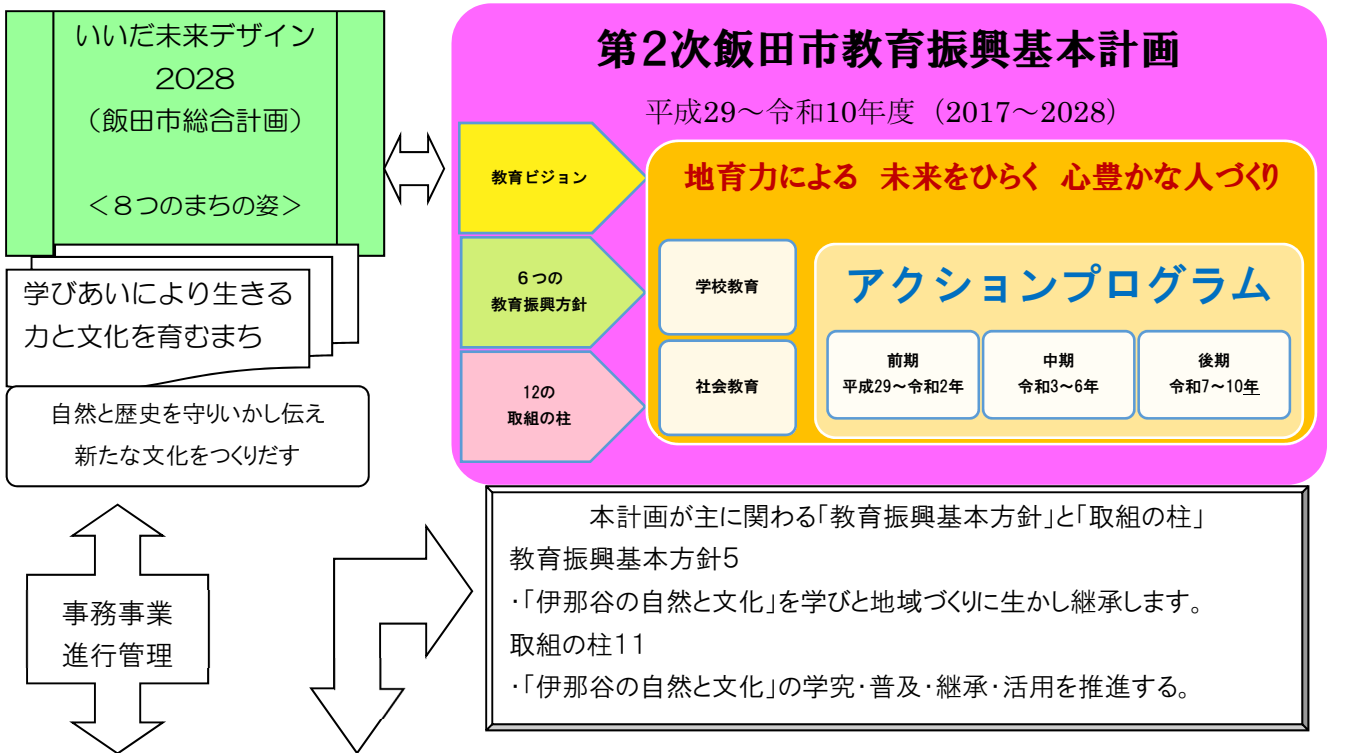 いいだ未来デザイン
2028
（飯田市総合計画）
＜８つのまちの姿＞
学びあいにより生きる
力と文化を育むまち
自然と歴史を守りいかし伝え
新たな文化をつくりだす
事務事業
進行管理
第2次飯田市教育振興基本計画
平成29～令和10年度（2017～2028）
教育ビジョン
地育力による 未来をひらく 心豊かな人づくり
６つの
教育振興方針
12の
取組の柱
学校教育
社会教育
アクションプログラム
前期
平成29～令和2年
中期
令和3～6年
後期
令和7～10年
本計画が主に関わる「教育振興基本方針」と「取組の柱」
教育振興基本方針5
・「伊那谷の自然と文化」を学びと地域づくりに生かし継承します。
取組の柱11
・「伊那谷の自然と文化」の学究・普及・継承・活用を推進する。